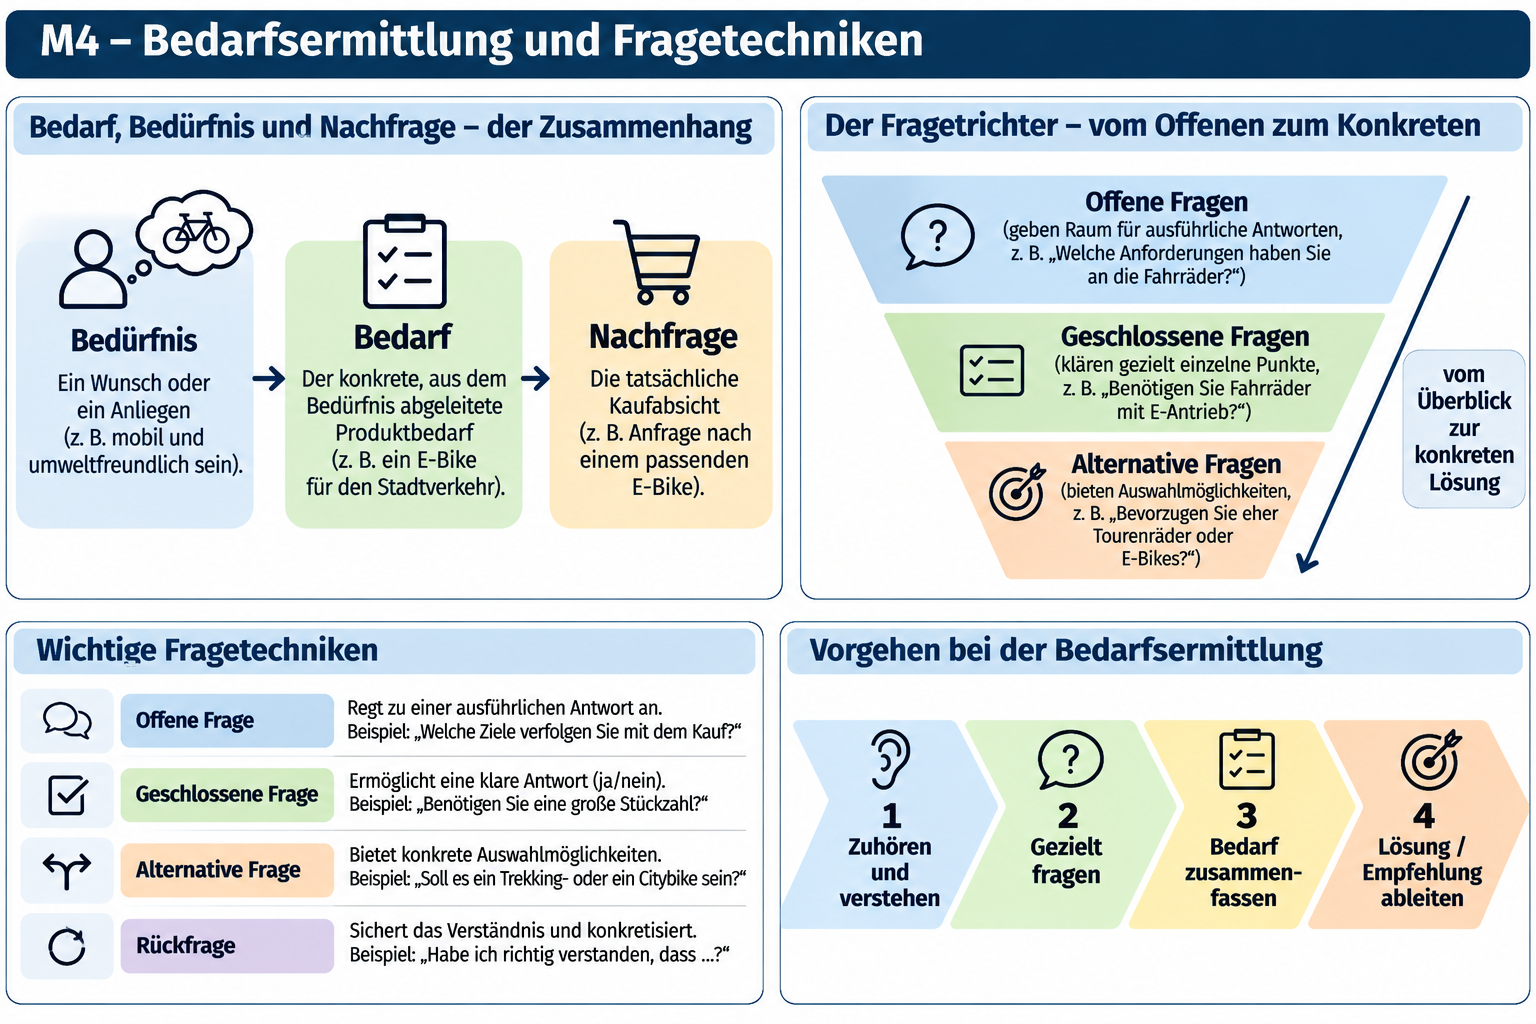 M4 – Bedarfsermittlung und Fragetechniken
Bedarf, Bedürfnis und Nachfrage – der Zusammenhang
Bedürfnis
Ein Wunsch oder
ein Anliegen
(z. B. mobil und
umweltfreundlich sein).
Bedarf
Der konkrete, aus dem
Bedürfnis abgeleitete
Produktbedarf
(z. B. ein E-Bike
für den Stadtverkehr).
Nachfrage
Die tatsächliche
Kaufabsicht
(z. B. Anfrage nach
einem passenden
E-Bike).
Der Fragetrichter – vom Offenen zum Konkreten
?
Offene Fragen
(geben Raum für ausführliche Antworten,
z. B. „Welche Anforderungen haben Sie
an die Fahrräder?“)
Geschlossene Fragen
(klären gezielt einzelne Punkte,
z. B. „Benötigen Sie Fahrräder
mit E-Antrieb?“)
Alternative Fragen
(bieten Auswahlmöglichkeiten,
z. B. „Bevorzugen Sie eher
Tourenräder oder
E-Bikes?“)
vom
Überblick
zur
konkreten
Lösung
Wichtige Fragetechniken
Offene Frage
Regt zu einer ausführlichen Antwort an.
Beispiel: „Welche Ziele verfolgen Sie mit dem Kauf?“
Geschlossene Frage
Ermöglicht eine klare Antwort (ja/nein).
Beispiel: „Benötigen Sie eine große Stückzahl?“
Alternative Frage
Bietet konkrete Auswahlmöglichkeiten.
Beispiel: „Soll es ein Trekking- oder ein Citybike sein?“
Rückfrage
Sichert das Verständnis und konkretisiert.
Beispiel: „Habe ich richtig verstanden, dass ...?“
Vorgehen bei der Bedarfsermittlung
1
Zuhören
und
verstehen
?
2
Gezielt
fragen
3
Bedarf
zusammen-
fassen
4
Lösung /
Empfehlung
ableiten